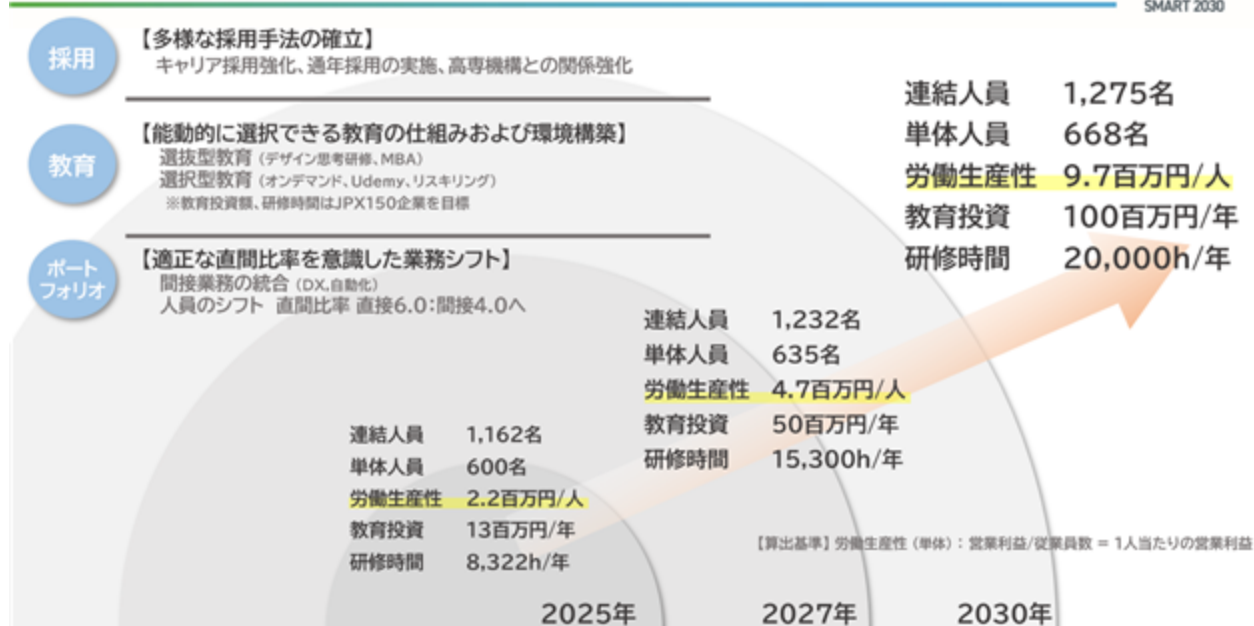 SMART 2030
採用
【多様な採用手法の確立】
キャリア採用強化、通年採用の実施、高専機構との関係強化
教育
【能動的に選択できる教育の仕組みおよび環境構築】
選抜型教育（デザイン思考研修、MBA）
選択型教育（オンデマンド、Udemy、リスキリング）
※教育投資額、研修時間はJPX150企業を目標
ポート
フォリオ
【適正な直間比率を意識した業務シフト】
間接業務の統合（DX,自動化）
人員のシフト 直間比率 直接6.0：間接4.0へ
連結人員 1,162名
単体人員 600名
労働生産性 2.2百万円/人
教育投資 13百万円/年
研修時間 8,322h/年
2025年
連結人員 1,232名
単体人員 635名
労働生産性 4.7百万円/人
教育投資 50百万円/年
研修時間 15,300h/年
2027年
連結人員 1,275名
単体人員 668名
労働生産性 9.7百万円/人
教育投資 100百万円/年
研修時間 20,000h/年
2030年
【算出基準】労働生産性（単体）：営業利益/従業員数 = 1人当たりの営業利益